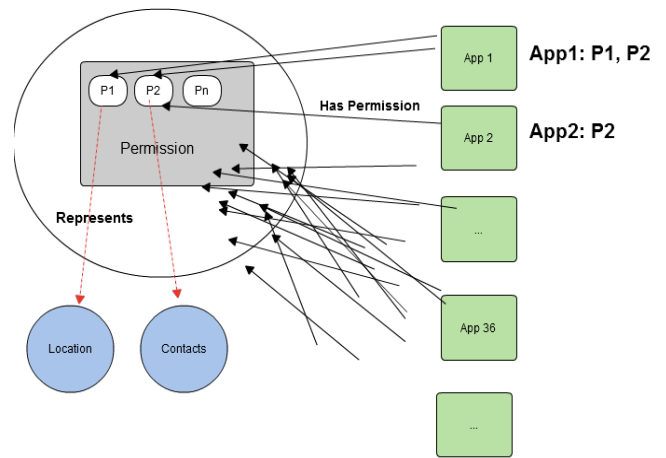 App 1
App1: P1, P2
P1
P2
Pn
Has Permission
App 2
App2: P2
Permission
Represents
...
App 36
Location
Contacts
...